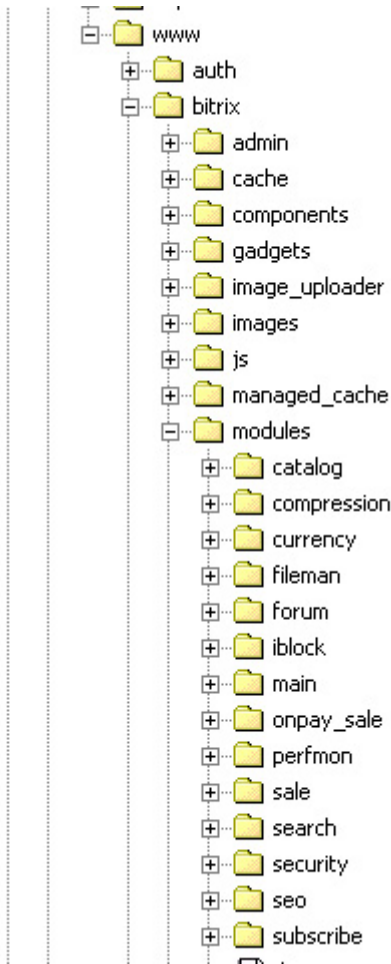 www
auth
bitrix
admin
cache
components
gadgets
image_uploader
images
js
managed_cache
modules
catalog
compression
currency
fileman
forum
iblock
main
onpay_sale
perfmon
sale
search
security
seo
subscribe